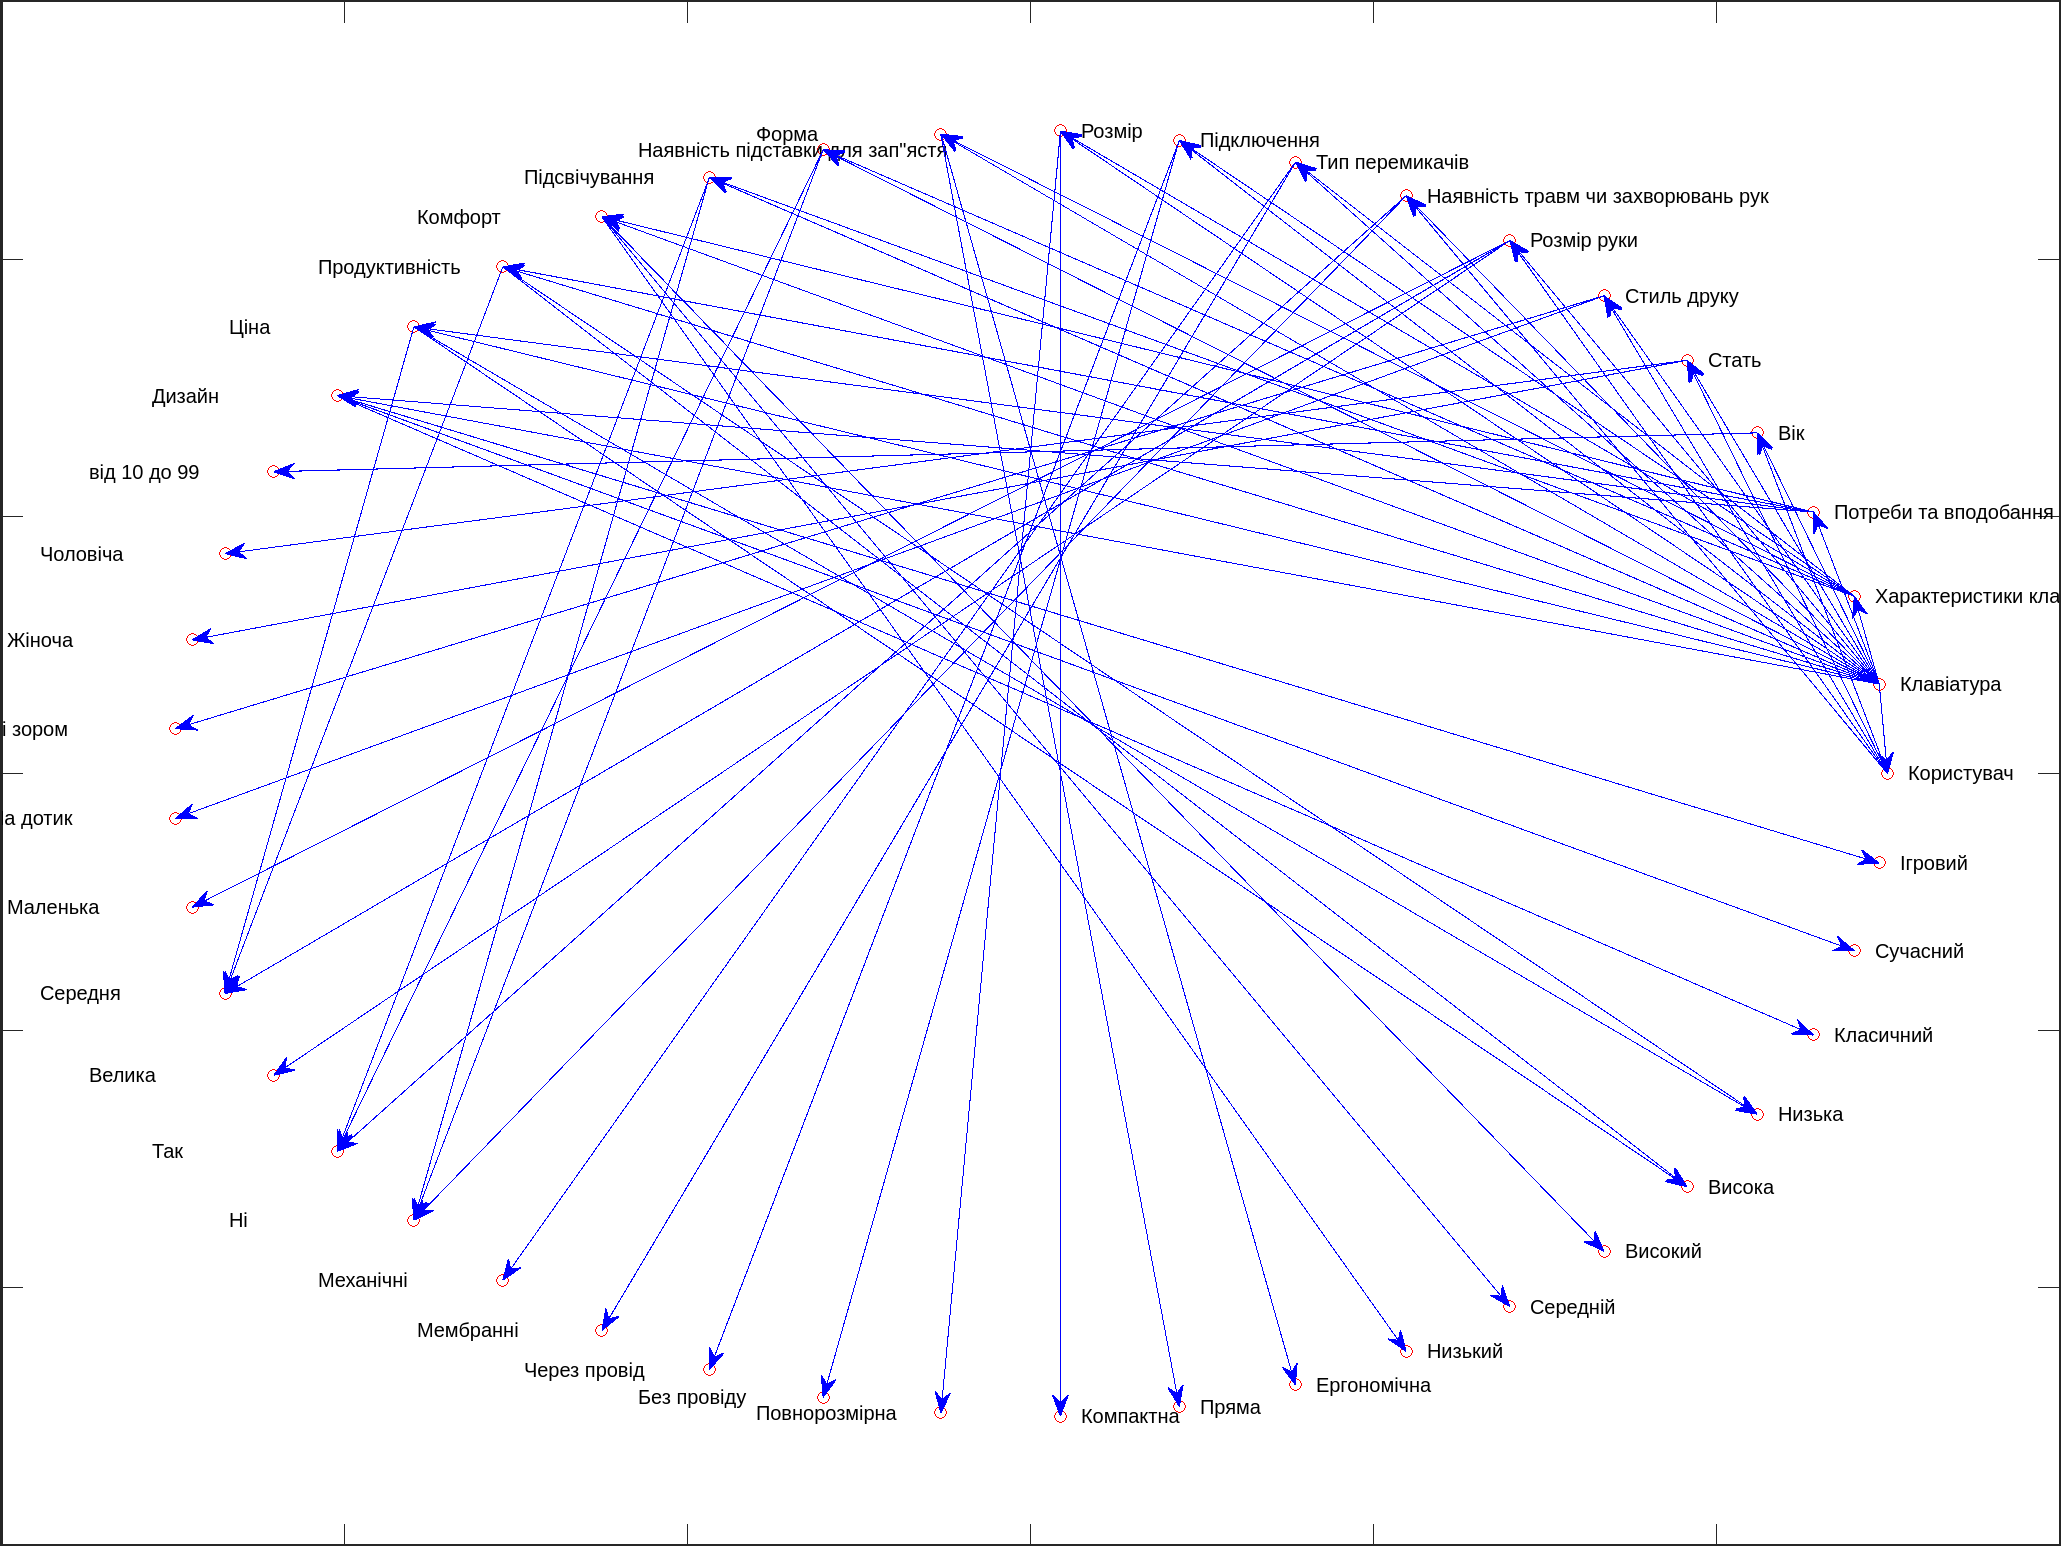 Розмір
Форма
Підключення
Наявність підставки для зап"ястя
Тип перемикачів
Підсвічування
Наявність травм чи захворювань рук
Комфорт
Розмір руки
Продуктивність
Стиль друку
Ціна
Стать
Дизайн
Вік
від 10 до 99
Потреби та вподобання
Чоловіча
Характеристики кла
Жіноча
Клавіатура
і зором
Користувач
а дотик
Ігровий
Маленька
Сучасний
Середня
Класичний
Велика
Низька
Так
Висока
Ні
Високий
Механічні
Середній
Мембранні
Низький
Через провід
Ергономічна
Без проводу
Пряма
Повнорозмірна
Компактна